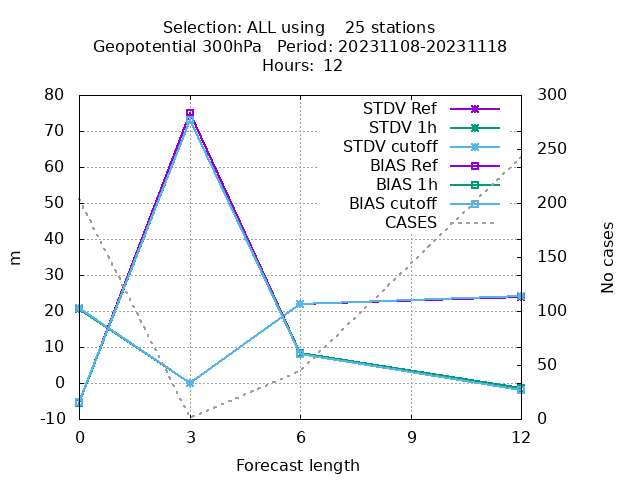 Selection: ALL using    25 stations
Geopotential 300hPa   Period: 20231108-20231118
Hours:  12
STDV Ref
STDV 1h
STDV cutoff
BIAS Ref
BIAS 1h
BIAS cutoff
CASES
80
70
60
50
40
30
20
10
0
-10
m
300
250
200
150
100
50
0
No cases
0 3 6 9 12
Forecast length